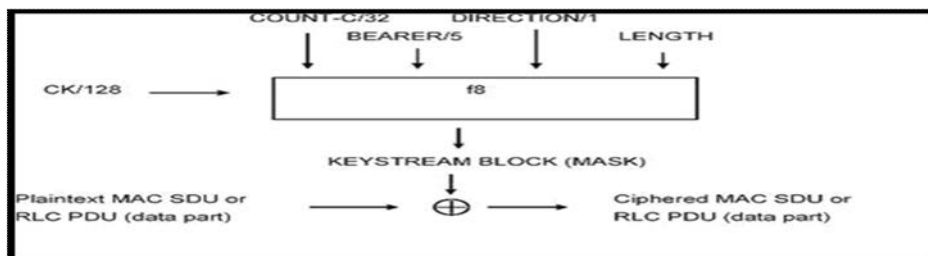 COUNT-C/32 DIRECTION/1
BEARER/5 LENGTH
CK/128 f8
KEYSTREAM BLOCK (MASK)
Plaintext MAC SDU or Ciphered MAC SDU or
RLC PDU (data part) RLC PDU (data part)